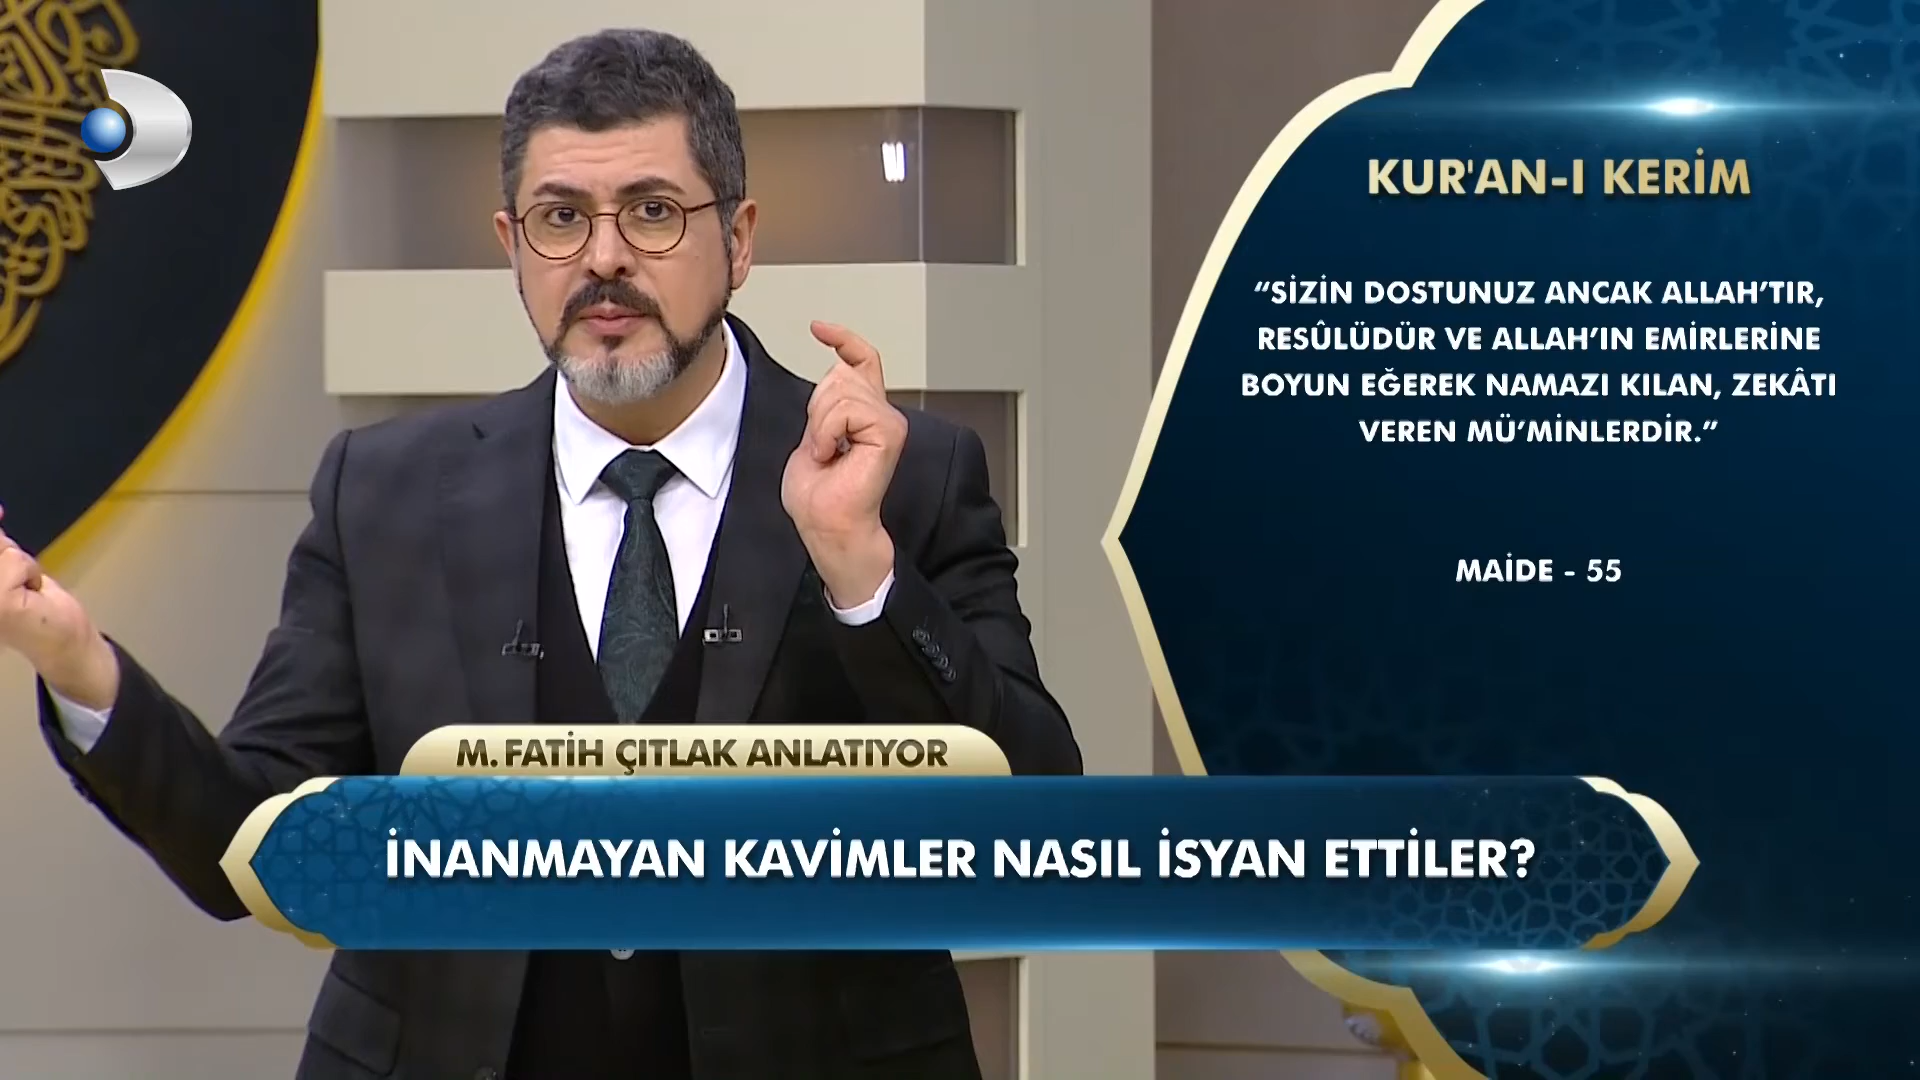 KUR'AN-I KERİM
“SİZİN DOSTUNUZ ANCAK ALLAH’TIR,
RESÛLÜDÜR VE ALLAH’IN EMİRLERİNE
BOYUN EĞEREK NAMAZI KILAN, ZEKÂTI
VEREN MÜ’MİNLERDİR.”
MAİDE - 55
M. FATİH ÇITLAK ANLATIYOR
İNANMAYAN KAVİMLER NASIL İSYAN ETTİLER?